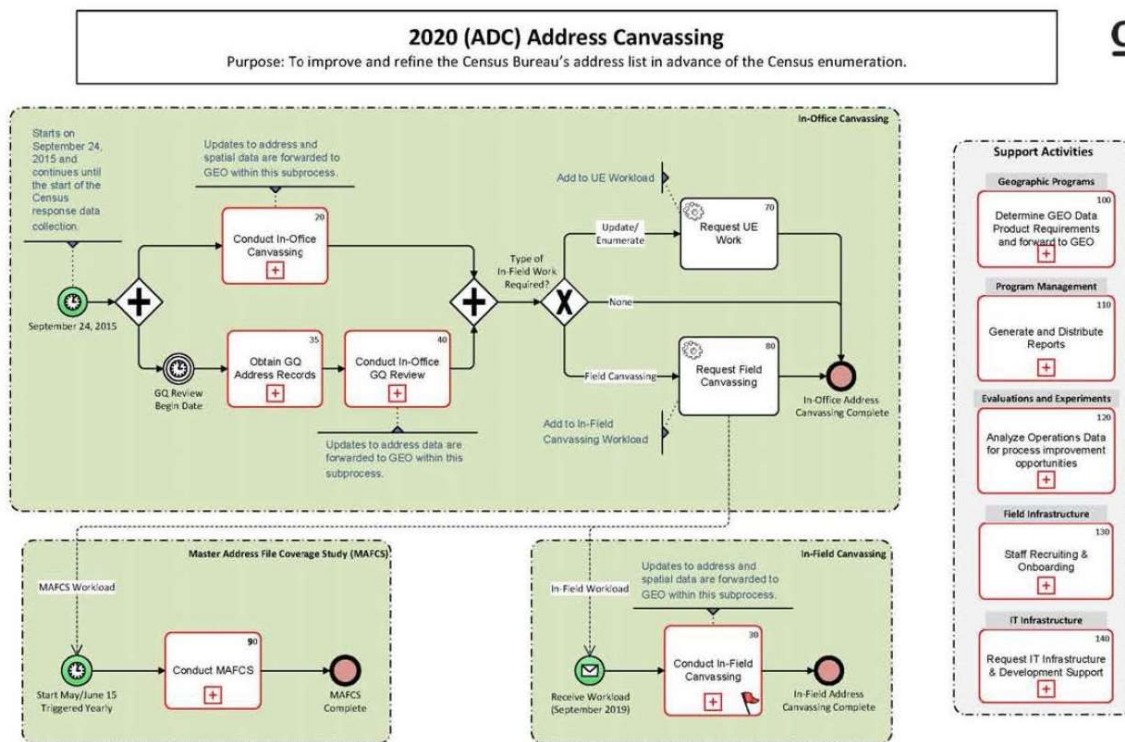 2020 (ADC) Address Canvassing
Purpose: To improve and refine the Census Bureau's address list in advance of the Census enumeration.
In-Office Canvassing
Starts on
September 24,
2015 and
continues until
the start of the
Census
response data
collection.
September 24, 2015
Updates to address and
spatial data are forwarded to
GEO within this subprocess.
20
Conduct In-Office
Canvassing
GQ Review
Begin Date
35
Obtain GQ
Address Records
40
Conduct In-Office
GQ Review
Updates to address data are
forwarded to GEO within this
subprocess.
Type of
In-Field Work
Required?
X
Update/
Enumerate
None
Field Canvassing
Add to UE Workload
70
Request UE
Work
80
Request Field
Canvassing
Add to In-Field
Canvassing Workload
In-Office Address
Canvassing Complete
Master Address File Coverage Study (MAFCS)
MAFCS Workload
Start May/June 15
Triggered Yearly
90
Conduct MAFCS
MAFCS
Complete
In-Field Canvassing
In-Field Workload
Updates to address and
spatial data are forwarded to
GEO within this subprocess.
Receive Workload
(September 2019)
30
Conduct In-Field
Canvassing
In-Field Address
Canvassing Complete
Support Activities
Geographic Programs
100
Determine GEO Data
Product Requirements
and forward to GEO
Program Management
110
Generate and Distribute
Reports
Evaluations and Experiments
120
Analyze Operations Data
for process improvement
opportunities
Field Infrastructure
130
Staff Recruiting &
Onboarding
IT Infrastructure
140
Request IT Infrastructure
& Development Support